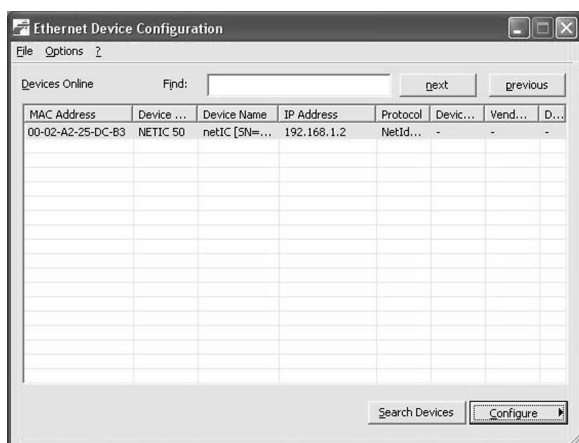 Ethernet Device Configuration
File Options ?
Devices Online Find: next previous
MAC Address Device ... Device Name IP Address Protocol Devic... Vend... D...
00-02-A2-25-DC-B3 NETIC 50 netIC [SN=... 192.168.1.2 NetId... - - -
Search Devices Configure